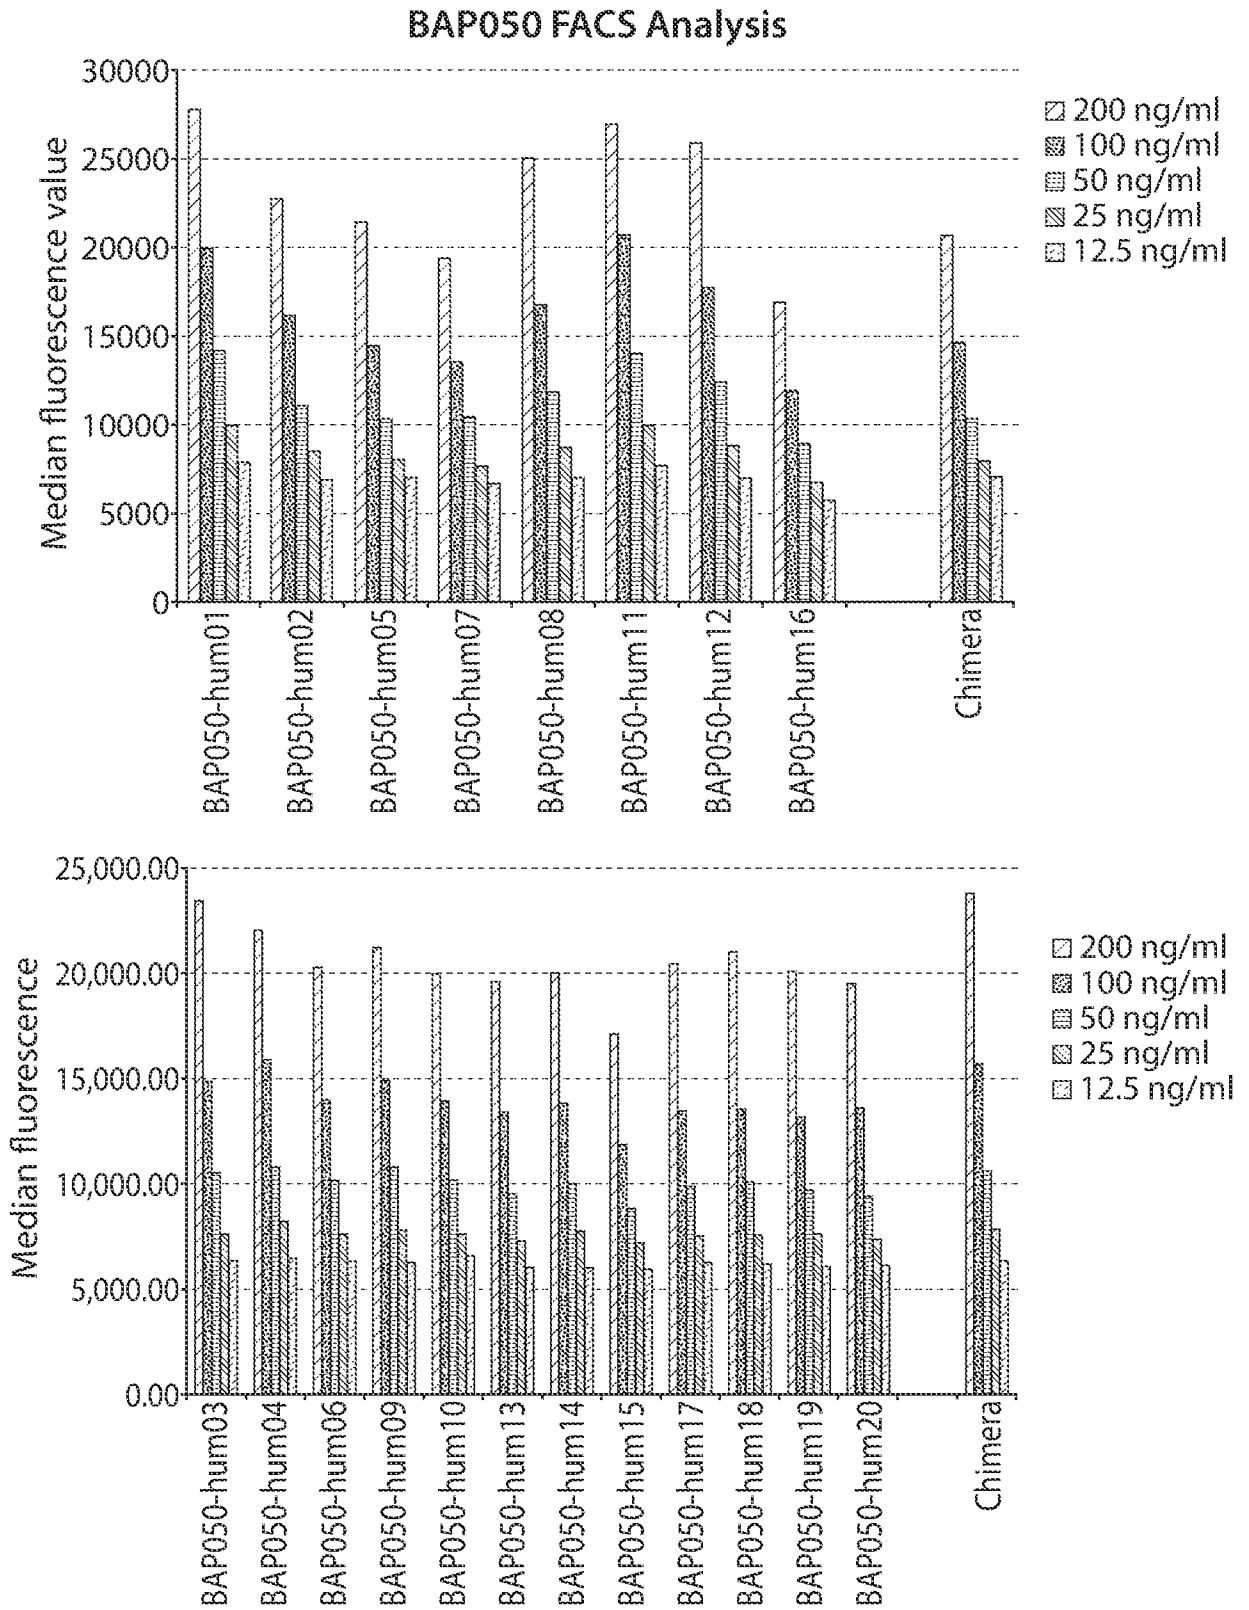 BAP050 FACS Analysis
30000
25000
20000
15000
10000
5000
0
Median fluorescence value
200 ng/ml
100 ng/ml
50 ng/ml
25 ng/ml
12.5 ng/ml
BAP050-hum01
BAP050-hum02
BAP050-hum05
BAP050-hum07
BAP050-hum08
BAP050-hum11
BAP050-hum12
BAP050-hum16
Chimera
25,000.00
20,000.00
15,000.00
10,000.00
5,000.00
0.00
Median fluorescence
200 ng/ml
100 ng/ml
50 ng/ml
25 ng/ml
12.5 ng/ml
BAP050-hum03
BAP050-hum04
BAP050-hum06
BAP050-hum09
BAP050-hum10
BAP050-hum13
BAP050-hum14
BAP050-hum15
BAP050-hum17
BAP050-hum18
BAP050-hum19
BAP050-hum20
Chimera